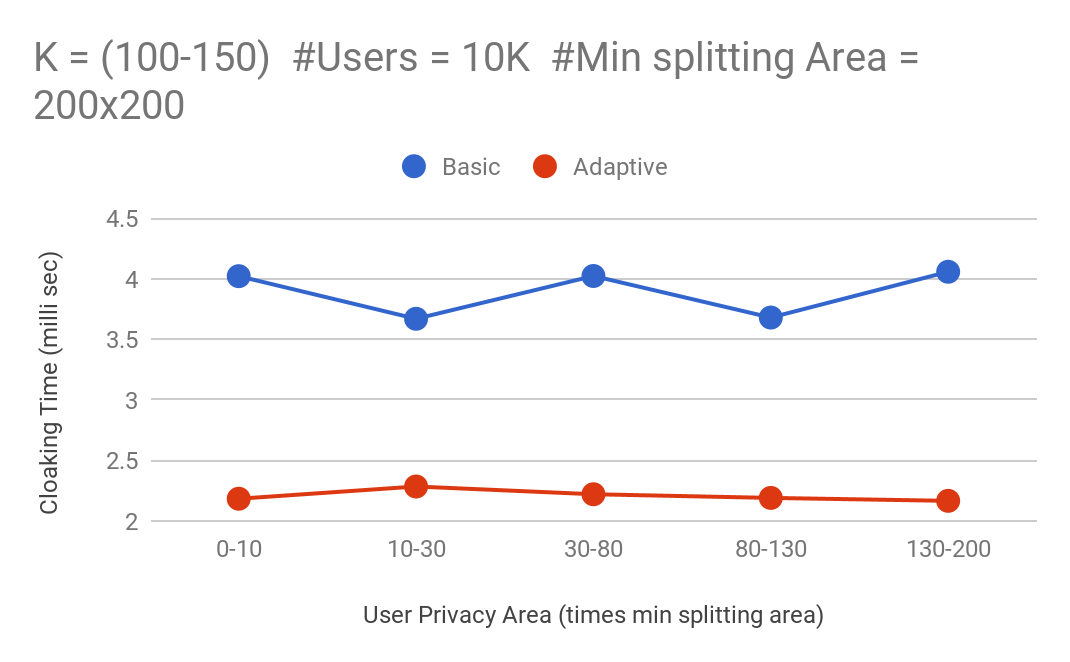 K = (100-150)  #Users = 10K  #Min splitting Area =
200x200
Basic
Adaptive
4.5
4
3.5
3
2.5
2
Cloaking Time (milli sec)
0-10
10-30
30-80
80-130
130-200
User Privacy Area (times min splitting area)